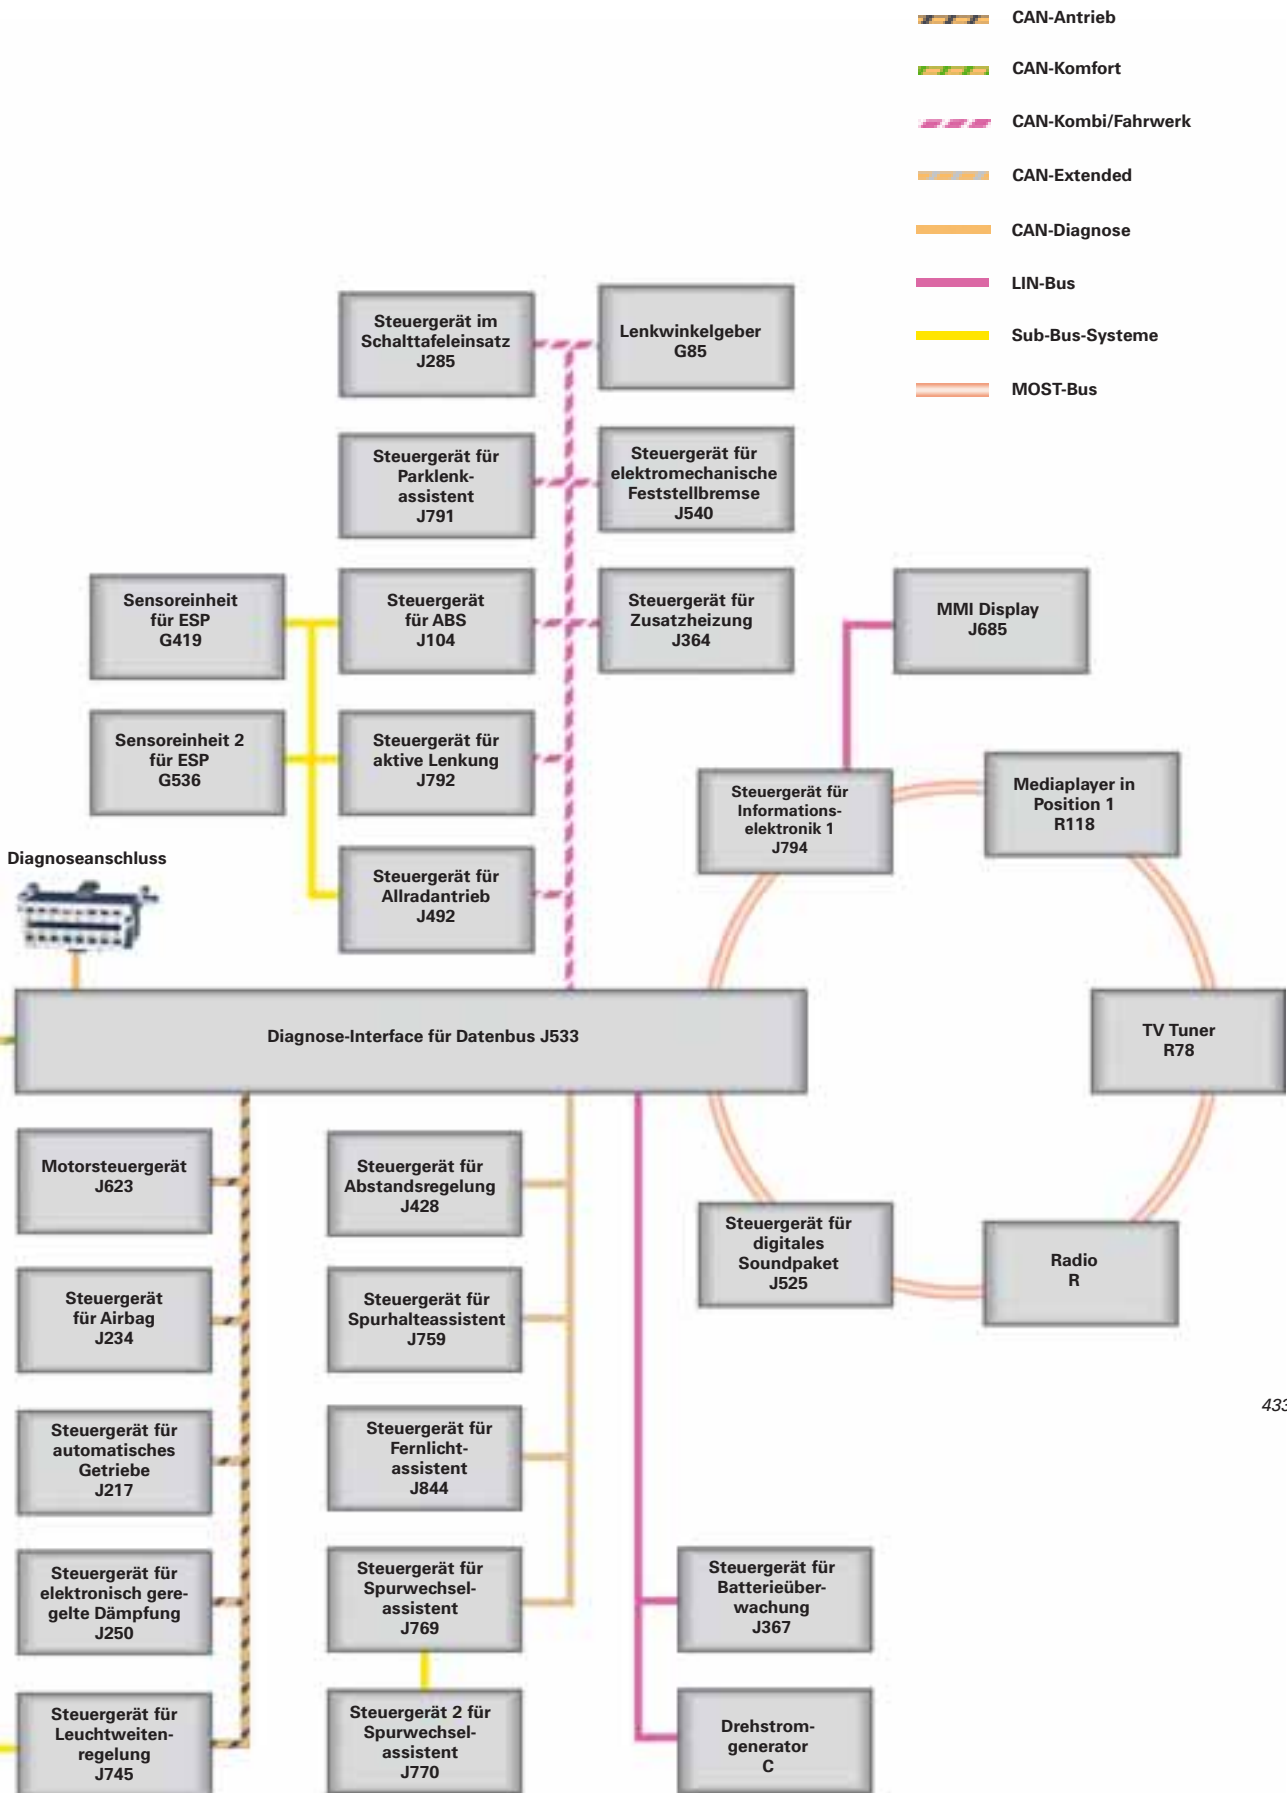 CAN-Antrieb
CAN-Komfort
CAN-Kombi/Fahrwerk
CAN-Extended
CAN-Diagnose
LIN-Bus
Sub-Bus-Systeme
MOST-Bus
Steuergerät im
Schalttafeleinsatz
J285
Lenkwinkelgeber
G85
Steuergerät für
Parklenk-
assistent
J791
Steuergerät für
elektromechanische
Feststellbremse
J540
Sensoreinheit
für ESP
G419
Steuergerät
für ABS
J104
Steuergerät für
Zusatzheizung
J364
MMI Display
J685
Sensoreinheit 2
für ESP
G536
Steuergerät für
aktive Lenkung
J792
Steuergerät für
Informations-
elektronik 1
J794
Mediaplayer in
Position 1
R118
Diagnoseanschluss
Steuergerät für
Allradantrieb
J492
Diagnose-Interface für Datenbus J533
TV Tuner
R78
Motorsteuergerät
J623
Steuergerät für
Abstandsregelung
J428
Steuergerät für
digitales
Soundpaket
J525
Radio
R
Steuergerät
für Airbag
J234
Steuergerät für
Spurhalteassistent
J759
433
Steuergerät für
automatisches
Getriebe
J217
Steuergerät für
Fernlicht-
assistent
J844
Steuergerät für
elektronisch gere-
gelte Dämpfung
J250
Steuergerät für
Spurwechsel-
assistent
J769
Steuergerät für
Batterieüber-
wachung
J367
Steuergerät für
Leuchtweiten-
regelung
J745
Steuergerät 2 für
Spurwechsel-
assistent
J770
Drehstrom-
generator
C